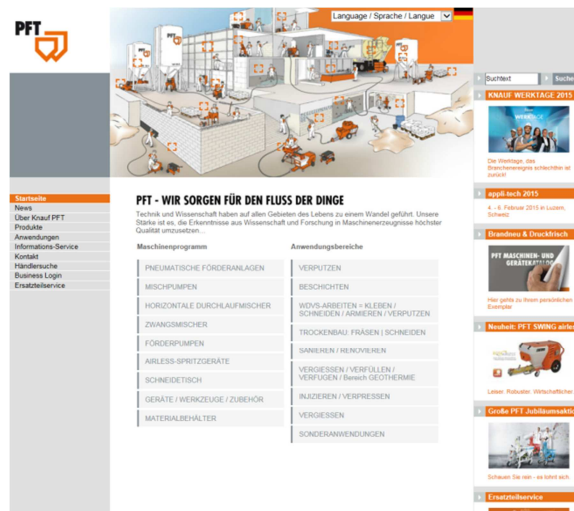 PFT
Language / Sprache / Langue
Suchtext
Suche
Startseite
News
Über Knauf PFT
Produkte
Anwendungen
Informations-Service
Kontakt
Händlersuche
Business Login
Ersatzteilservice
PFT - WIR SORGEN FÜR DEN FLUSS DER DINGE
Technik und Wissenschaft haben auf allen Gebieten des Lebens zu einem Wandel geführt. Unsere
Stärke ist es, die Erkenntnisse aus Wissenschaft und Forschung in Maschinenerzeugnisse höchster
Qualität umzusetzen...
Maschinenprogramm
PNEUMATISCHE FÖRDERANLAGEN
MISCHPUMPEN
HORIZONTALE DURCHLAUFMISCHER
ZWANGSMISCHER
FÖRDERPUMPEN
AIRLESS-SPRITZGERÄTE
SCHNEIDETISCH
GERÄTE / WERKZEUGE / ZUBEHÖR
MATERIALBEHÄLTER
Anwendungsbereiche
VERPUTZEN
BESCHICHTEN
WDVS-ARBEITEN = KLEBEN /
SCHNEIDEN / ARMIEREN / VERPUTZEN
TROCKENBAU: FRÄSEN | SCHNEIDEN
SANIEREN / RENOVIEREN
VERGIESSEN / VERFÜLLEN /
VERFUGEN / Bereich GEOTHERMIE
INJIZIEREN / VERPRESSEN
VERGIESSEN
SONDERANWENDUNGEN
KNAUF WERKTAGE 2015
WERKTAGE
Die Werktage, das
Branchenereignis schlechthin ist
zurück!
appli-tech 2015
4. - 6. Februar 2015 in Luzern,
Schweiz
Brandneu & Druckfrisch
PFT MASCHINEN- UND
GERÄTEKATALOG
Hier gehts zu Ihrem persönlichen
Exemplar
Neuheit: PFT SWING airles
Leiser. Robuster. Wirtschaftlicher.
Große PFT Jubiläumsaktio
Schauen Sie rein - es lohnt sich.
Ersatzteilservice